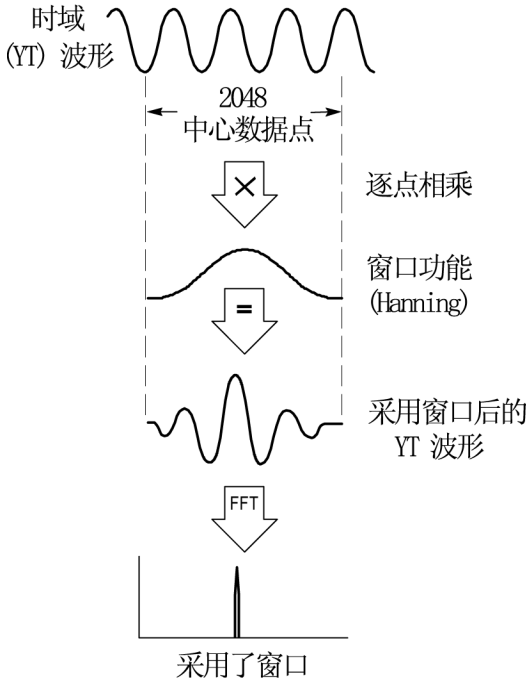 时域
(YT) 波形
2048
中心数据点
×
逐点相乘
窗口功能
(Hanning)
=
采用窗口后的
YT 波形
FFT
采用了窗口